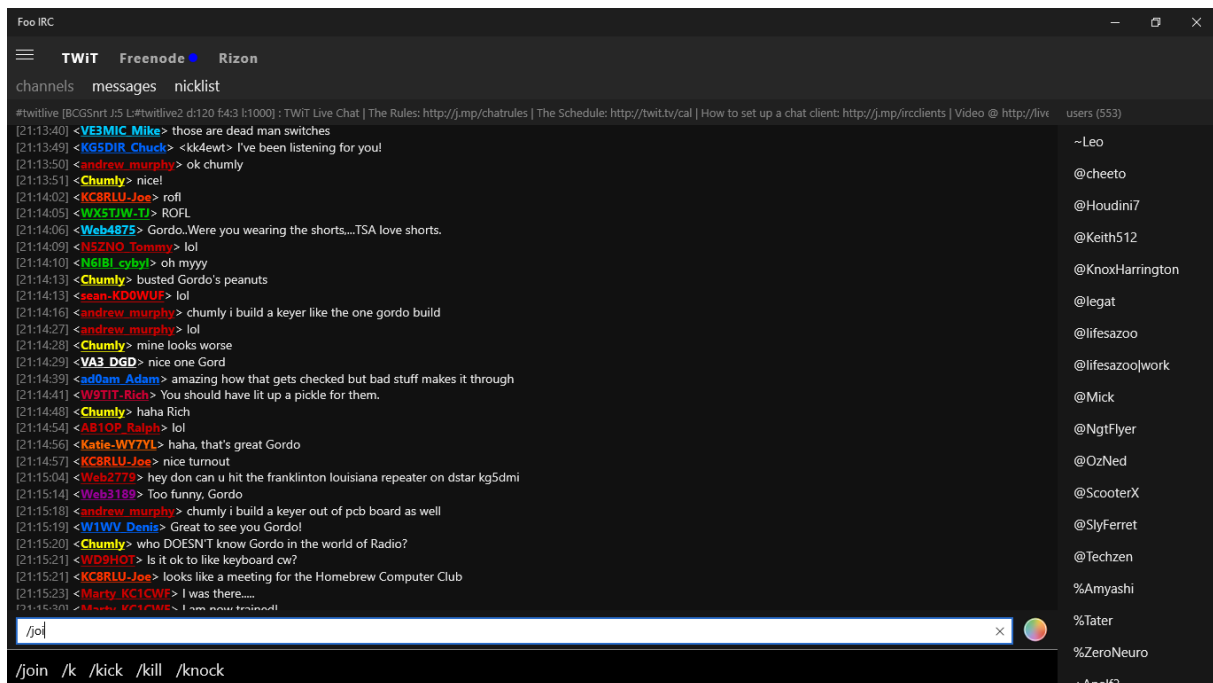 Foo IRC
TWiT Freenode Rizon
channels messages nicklist
#twitlive [BCGSnrt J:5 L:#twitlive2 d:120 f:4:3 l:1000] : TWiT Live Chat | The Rules: http://j.mp/chatrules | The Schedule: http://twit.tv/cal | How to set up a chat client: http://j.mp/ircclients | Video @ http://live
[21:13:40] <VE3MIC_Mike> those are dead man switches
[21:13:49] <KG5DIR_Chuck> <kk4ewt> I've been listening for you!
[21:13:50] <andrew_murphy> ok chumly
[21:13:51] <Chumly> nice!
[21:14:02] <KC8RLU-Joe> rofl
[21:14:05] <WX5TJW-TJ> ROFL
[21:14:06] <Web4875> Gordo..Were you wearing the shorts,...TSA love shorts.
[21:14:09] <N5ZNO_Tommy> lol
[21:14:10] <N6IBI_cybyl> oh myyy
[21:14:13] <Chumly> busted Gordo's peanuts
[21:14:13] <sean-KD0WUF> lol
[21:14:16] <andrew_murphy> chumly i build a keyer like the one gordo build
[21:14:27] <andrew_murphy> lol
[21:14:28] <Chumly> mine looks worse
[21:14:29] <VA3_DGD> nice one Gord
[21:14:39] <ad0am_Adam> amazing how that gets checked but bad stuff makes it through
[21:14:41] <W9TIT-Rich> You should have lit up a pickle for them.
[21:14:48] <Chumly> haha Rich
[21:14:54] <AB1OP_Ralph> lol
[21:14:56] <Katie-WY7YL> haha, that's great Gordo
[21:14:57] <KC8RLU-Joe> nice turnout
[21:15:04] <Web2779> hey don can u hit the franklinton louisiana repeater on dstar kg5dmi
[21:15:14] <Web3189> Too funny, Gordo
[21:15:18] <andrew_murphy> chumly i build a keyer out of pcb board as well
[21:15:19] <W1WV_Denis> Great to see you Gordo!
[21:15:20] <Chumly> who DOESN'T know Gordo in the world of Radio?
[21:15:21] <WD9HOT> Is it ok to like keyboard cw?
[21:15:21] <KC8RLU-Joe> looks like a meeting for the Homebrew Computer Club
[21:15:23] <Marty_KC1CWF> I was there.....
[21:15:30] <Marty_KC1CWF> I am now trained!
/joi
/join /k /kick /kill /knock
users (553)
~Leo
@cheeto
@Houdini7
@Keith512
@KnoxHarrington
@legat
@lifesazoo
@lifesazoo|work
@Mick
@NgtFlyer
@OzNed
@ScooterX
@SlyFerret
@Techzen
%Amyashi
%Tater
%ZeroNeuro